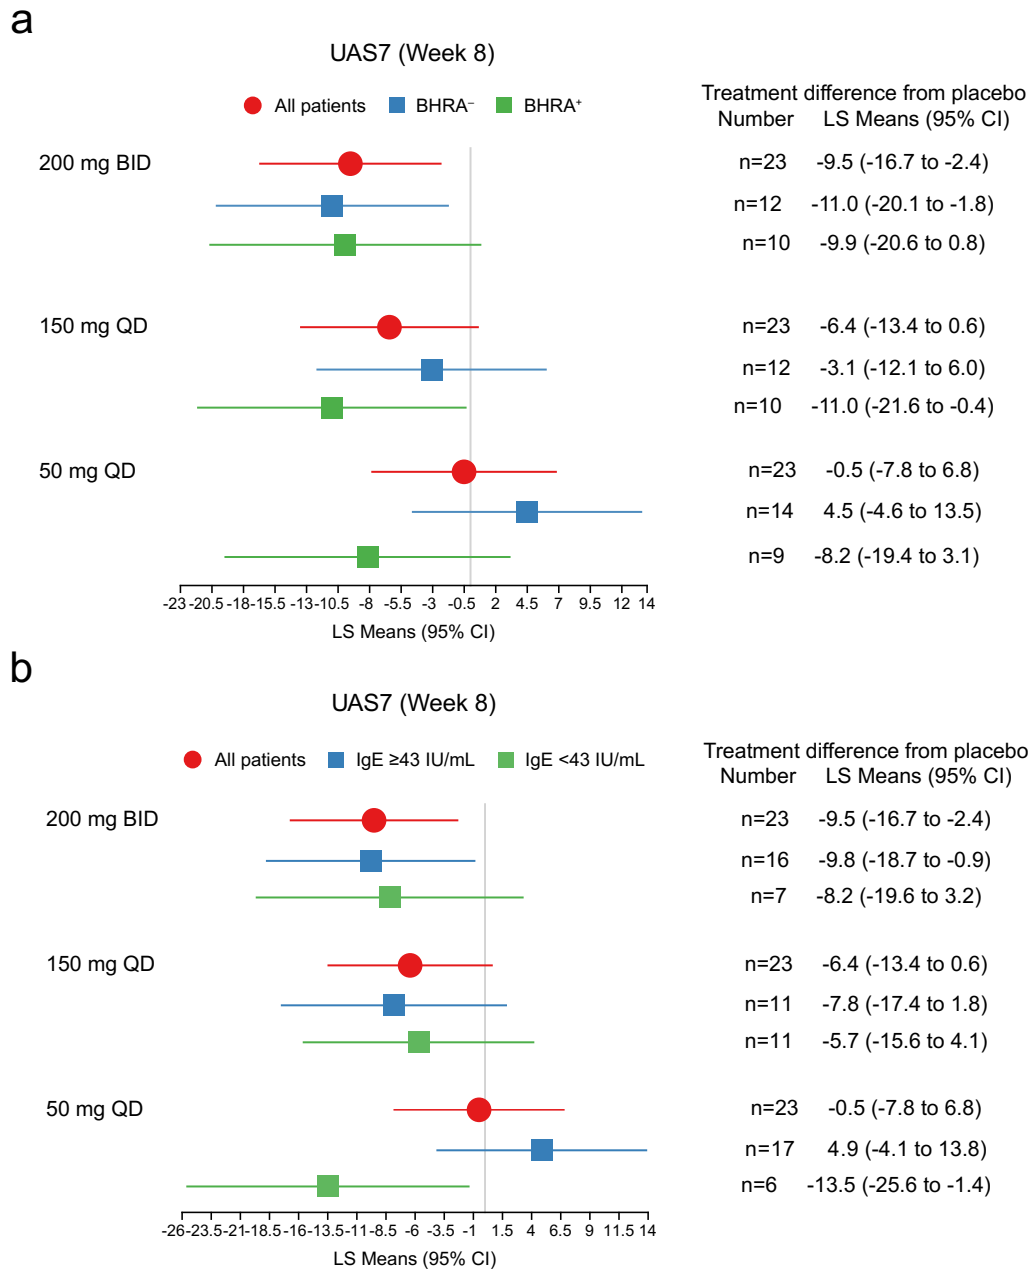 a
UAS7 (Week 8)
All patients BHRA⁻ BHRA⁺
Treatment difference from placebo
Number LS Means (95% CI)
200 mg BID n=23 -9.5 (-16.7 to -2.4)
n=12 -11.0 (-20.1 to -1.8)
n=10 -9.9 (-20.6 to 0.8)
150 mg QD n=23 -6.4 (-13.4 to 0.6)
n=12 -3.1 (-12.1 to 6.0)
n=10 -11.0 (-21.6 to -0.4)
50 mg QD n=23 -0.5 (-7.8 to 6.8)
n=14 4.5 (-4.6 to 13.5)
n=9 -8.2 (-19.4 to 3.1)
-23 -20.5 -18 -15.5 -13 -10.5 -8 -5.5 -3 -0.5 2 4.5 7 9.5 12 14
LS Means (95% CI)
b
UAS7 (Week 8)
All patients IgE ≥43 IU/mL IgE <43 IU/mL
Treatment difference from placebo
Number LS Means (95% CI)
200 mg BID n=23 -9.5 (-16.7 to -2.4)
n=16 -9.8 (-18.7 to -0.9)
n=7 -8.2 (-19.6 to 3.2)
150 mg QD n=23 -6.4 (-13.4 to 0.6)
n=11 -7.8 (-17.4 to 1.8)
n=11 -5.7 (-15.6 to 4.1)
50 mg QD n=23 -0.5 (-7.8 to 6.8)
n=17 4.9 (-4.1 to 13.8)
n=6 -13.5 (-25.6 to -1.4)
-26 -23.5 -21 -18.5 -16 -13.5 -11 -8.5 -6 -3.5 -1 1.5 4 6.5 9 11.5 14
LS Means (95% CI)